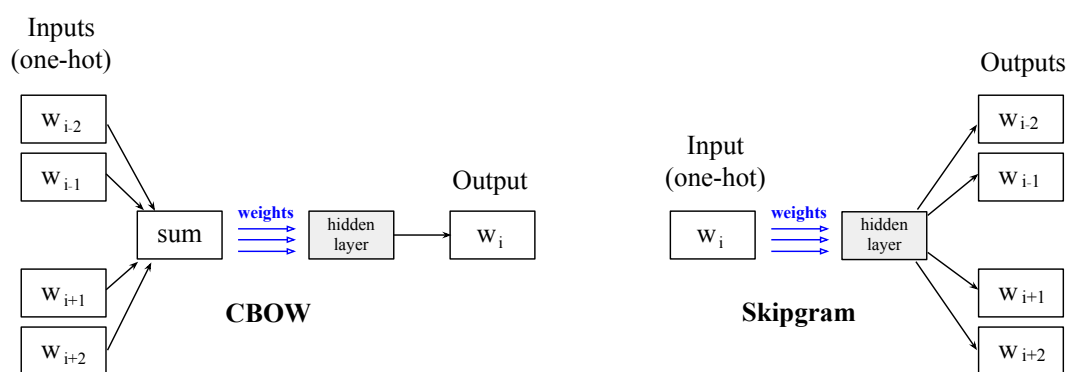 Inputs
(one-hot)
w i-2
w i-1
sum
w i+1
w i+2
weights
hidden
layer
Output
w i
CBOW
Input
(one-hot)
w i
weights
hidden
layer
Skipgram
Outputs
w i-2
w i-1
w i+1
w i+2